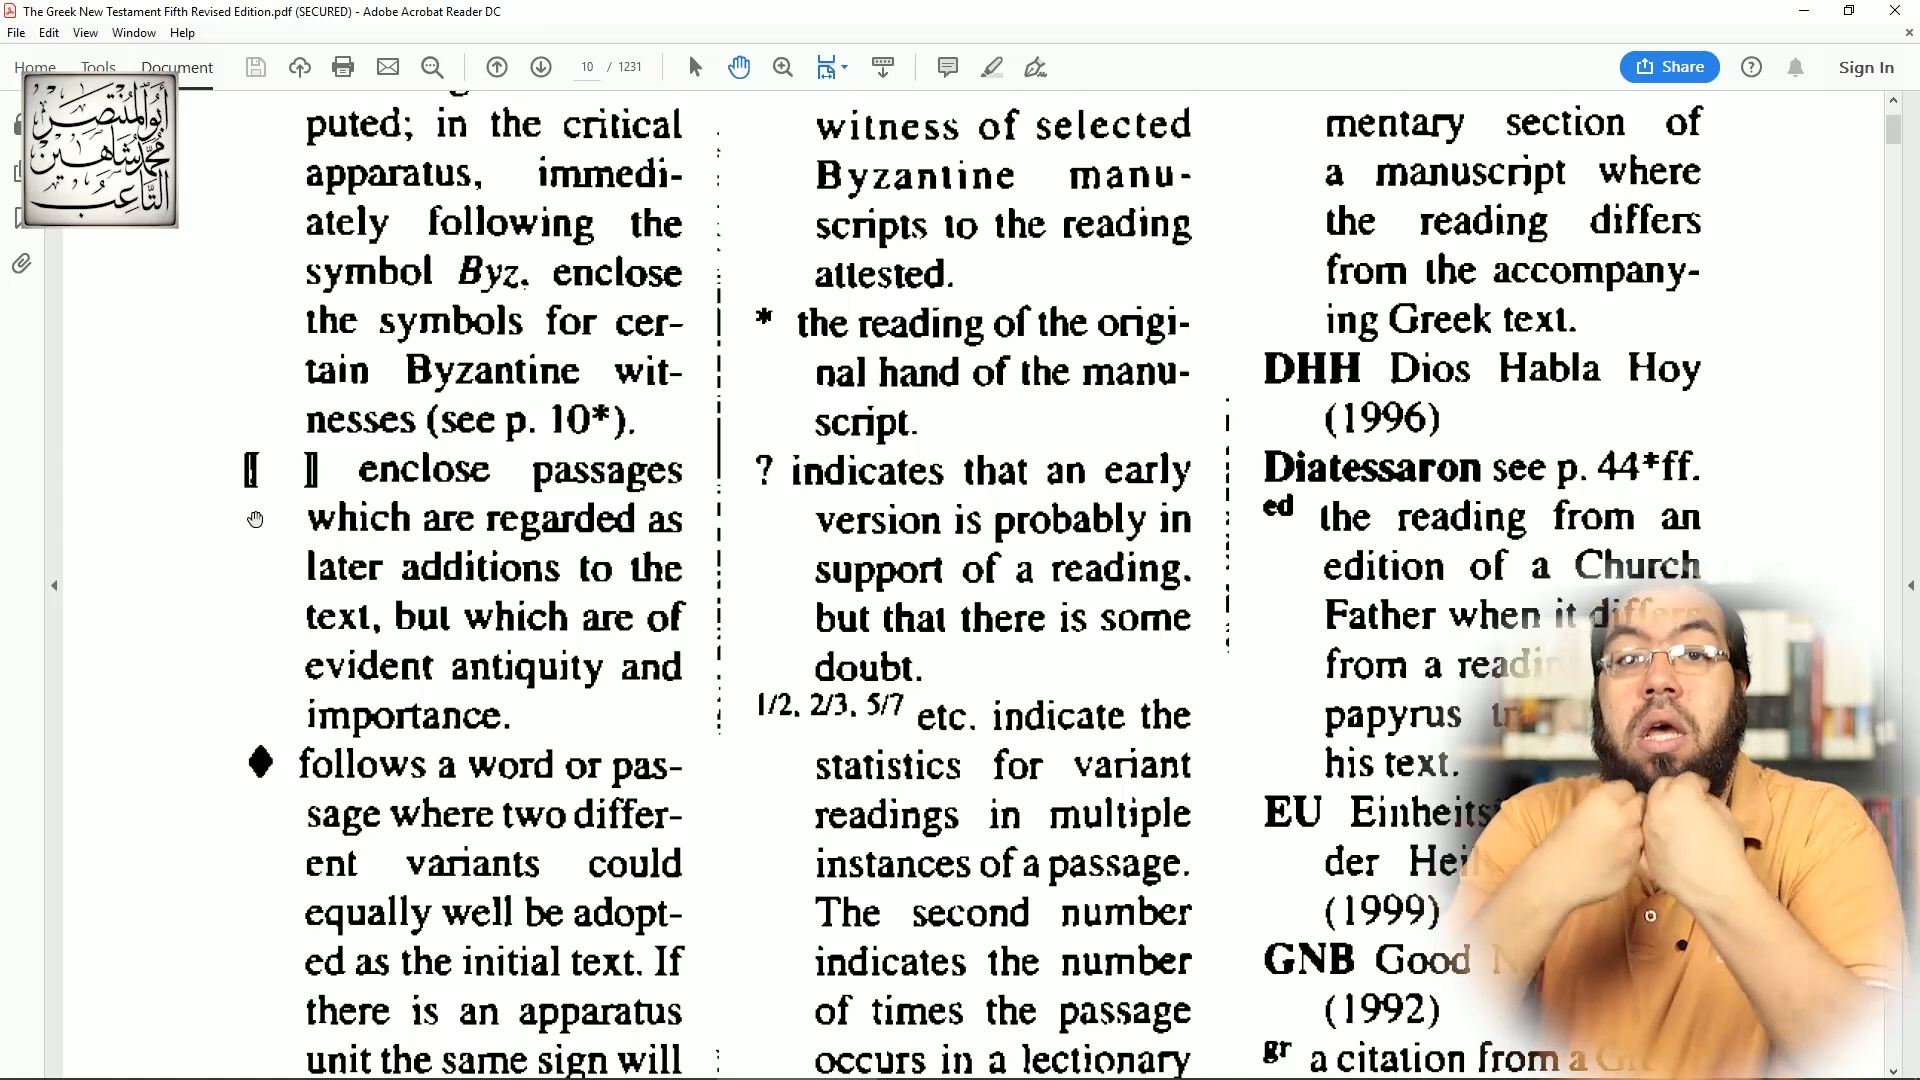 The Greek New Testament Fifth Revised Edition.pdf (SECURED) - Adobe Acrobat Reader DC
File Edit View Window Help
Home Tools Document
10 / 1231
Share
Sign In
أبو المنتصر
محمد شاهين
التاعب
puted; in the critical
apparatus, immedi-
ately following the
symbol Byz, enclose
the symbols for cer-
tain Byzantine wit-
nesses (see p. 10*).
⟦ ⟧ enclose passages
which are regarded as
later additions to the
text, but which are of
evident antiquity and
importance.
♦ follows a word or pas-
sage where two differ-
ent variants could
equally well be adopt-
ed as the initial text. If
there is an apparatus
unit the same sign will
witness of selected
Byzantine manu-
scripts to the reading
attested.
* the reading of the origi-
nal hand of the manu-
script.
? indicates that an early
version is probably in
support of a reading,
but that there is some
doubt.
1/2, 2/3, 5/7 etc. indicate the
statistics for variant
readings in multiple
instances of a passage.
The second number
indicates the number
of times the passage
occurs in a lectionary
mentary section of
a manuscript where
the reading differs
from the accompany-
ing Greek text.
DHH Dios Habla Hoy
(1996)
Diatessaron see p. 44*ff.
ed the reading from an
edition of a Church
Father when it differs
from a
papyrus
his text.
EU
der
(1999)
GNB Good
(1992)
gr a citation from a